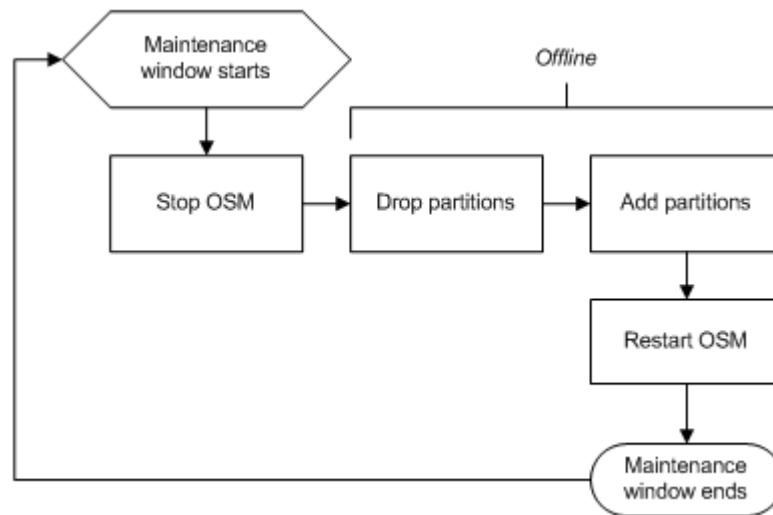 Maintenance
window starts
Offline
Stop OSM
Drop partitions
Add partitions
Restart OSM
Maintenance
window ends